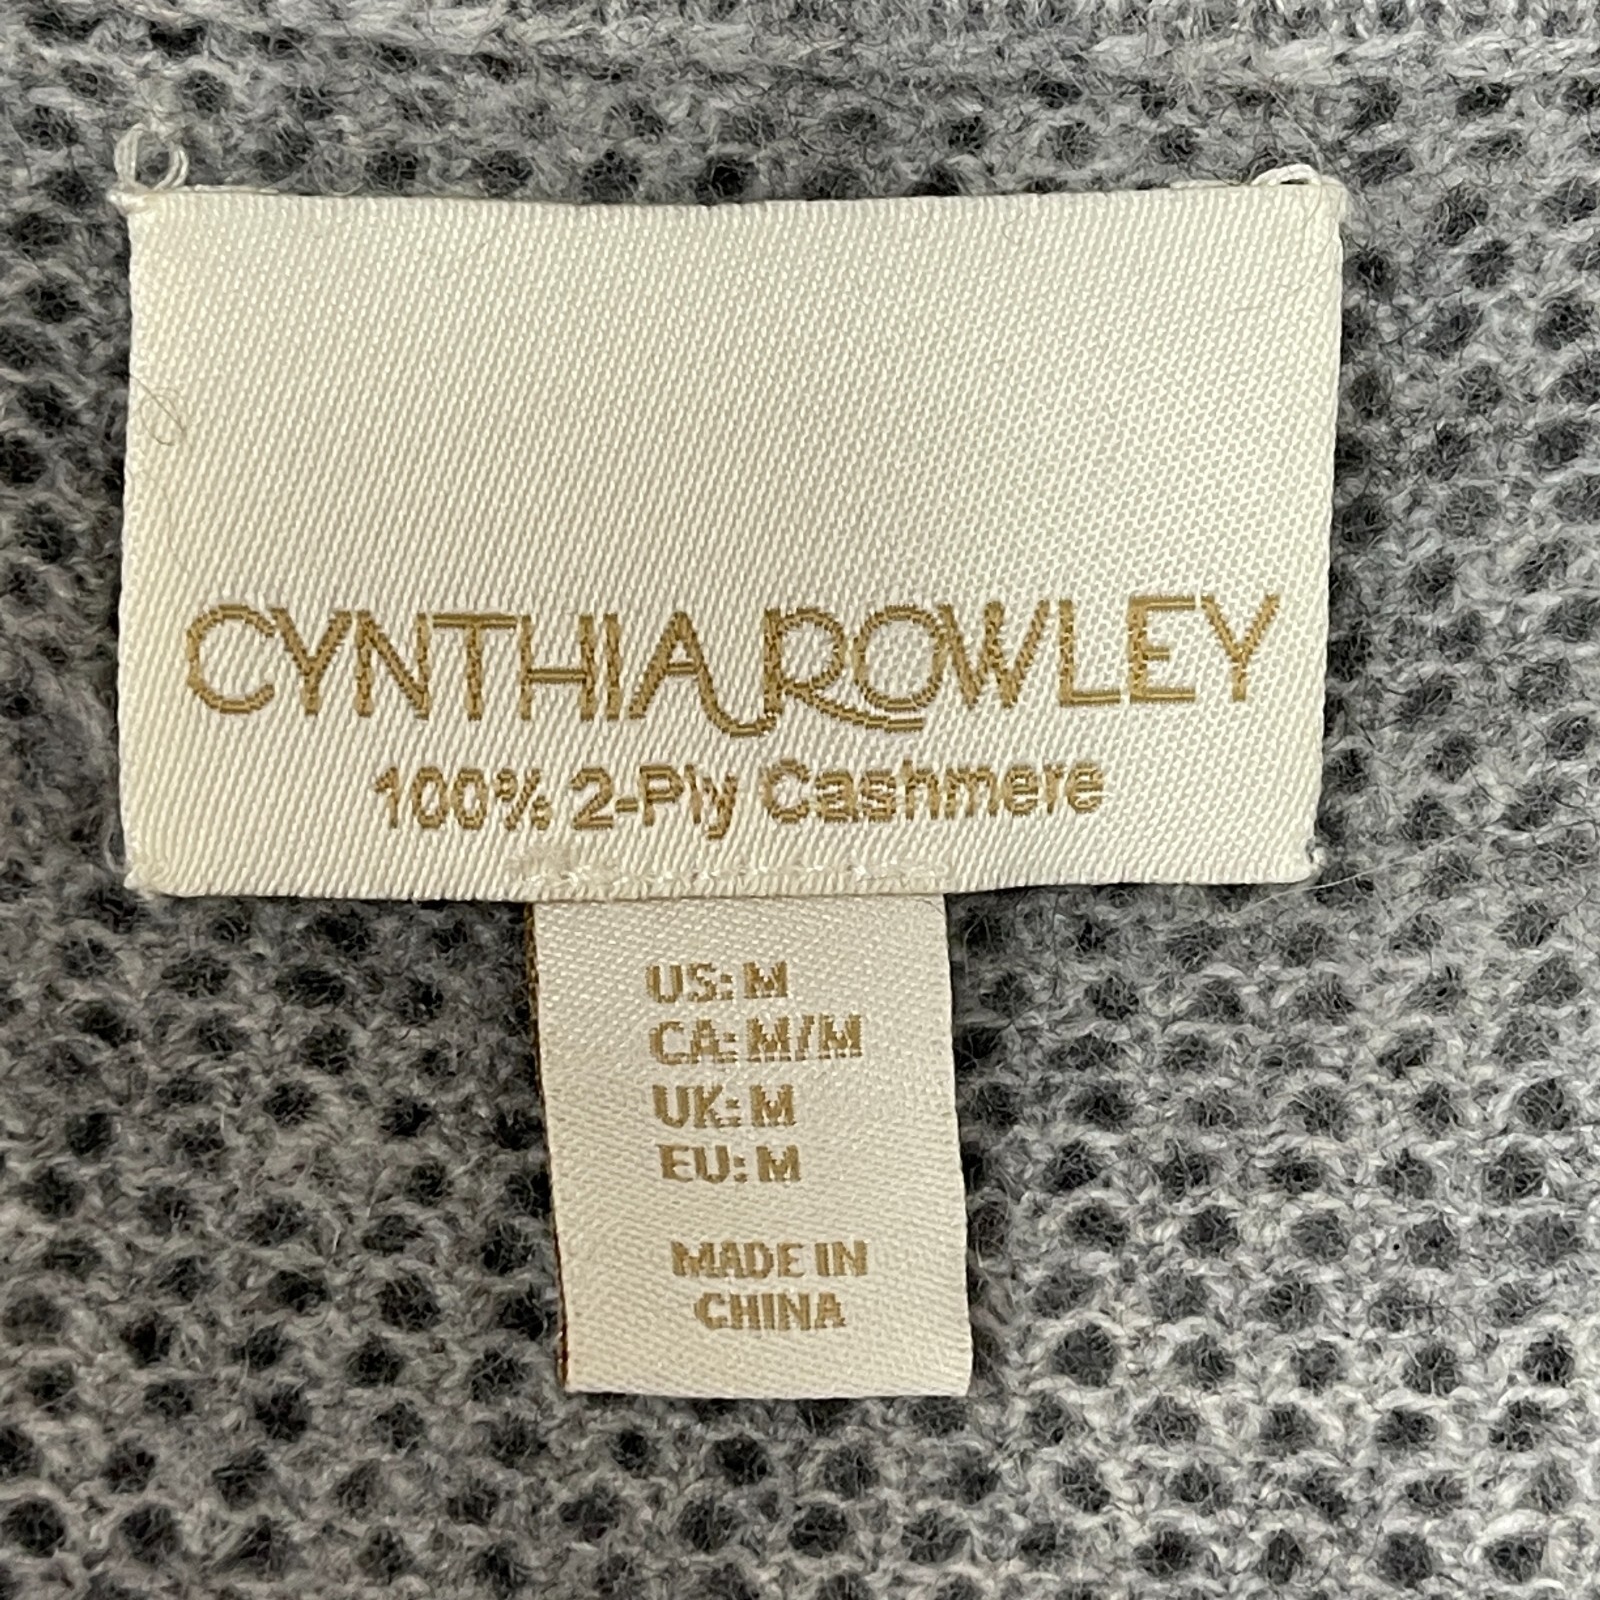 CYNTHIA ROWLEY
100% 2-Ply Cashmere
US: M
CA: M/M
UK: M
EU: M
MADE IN
CHINA